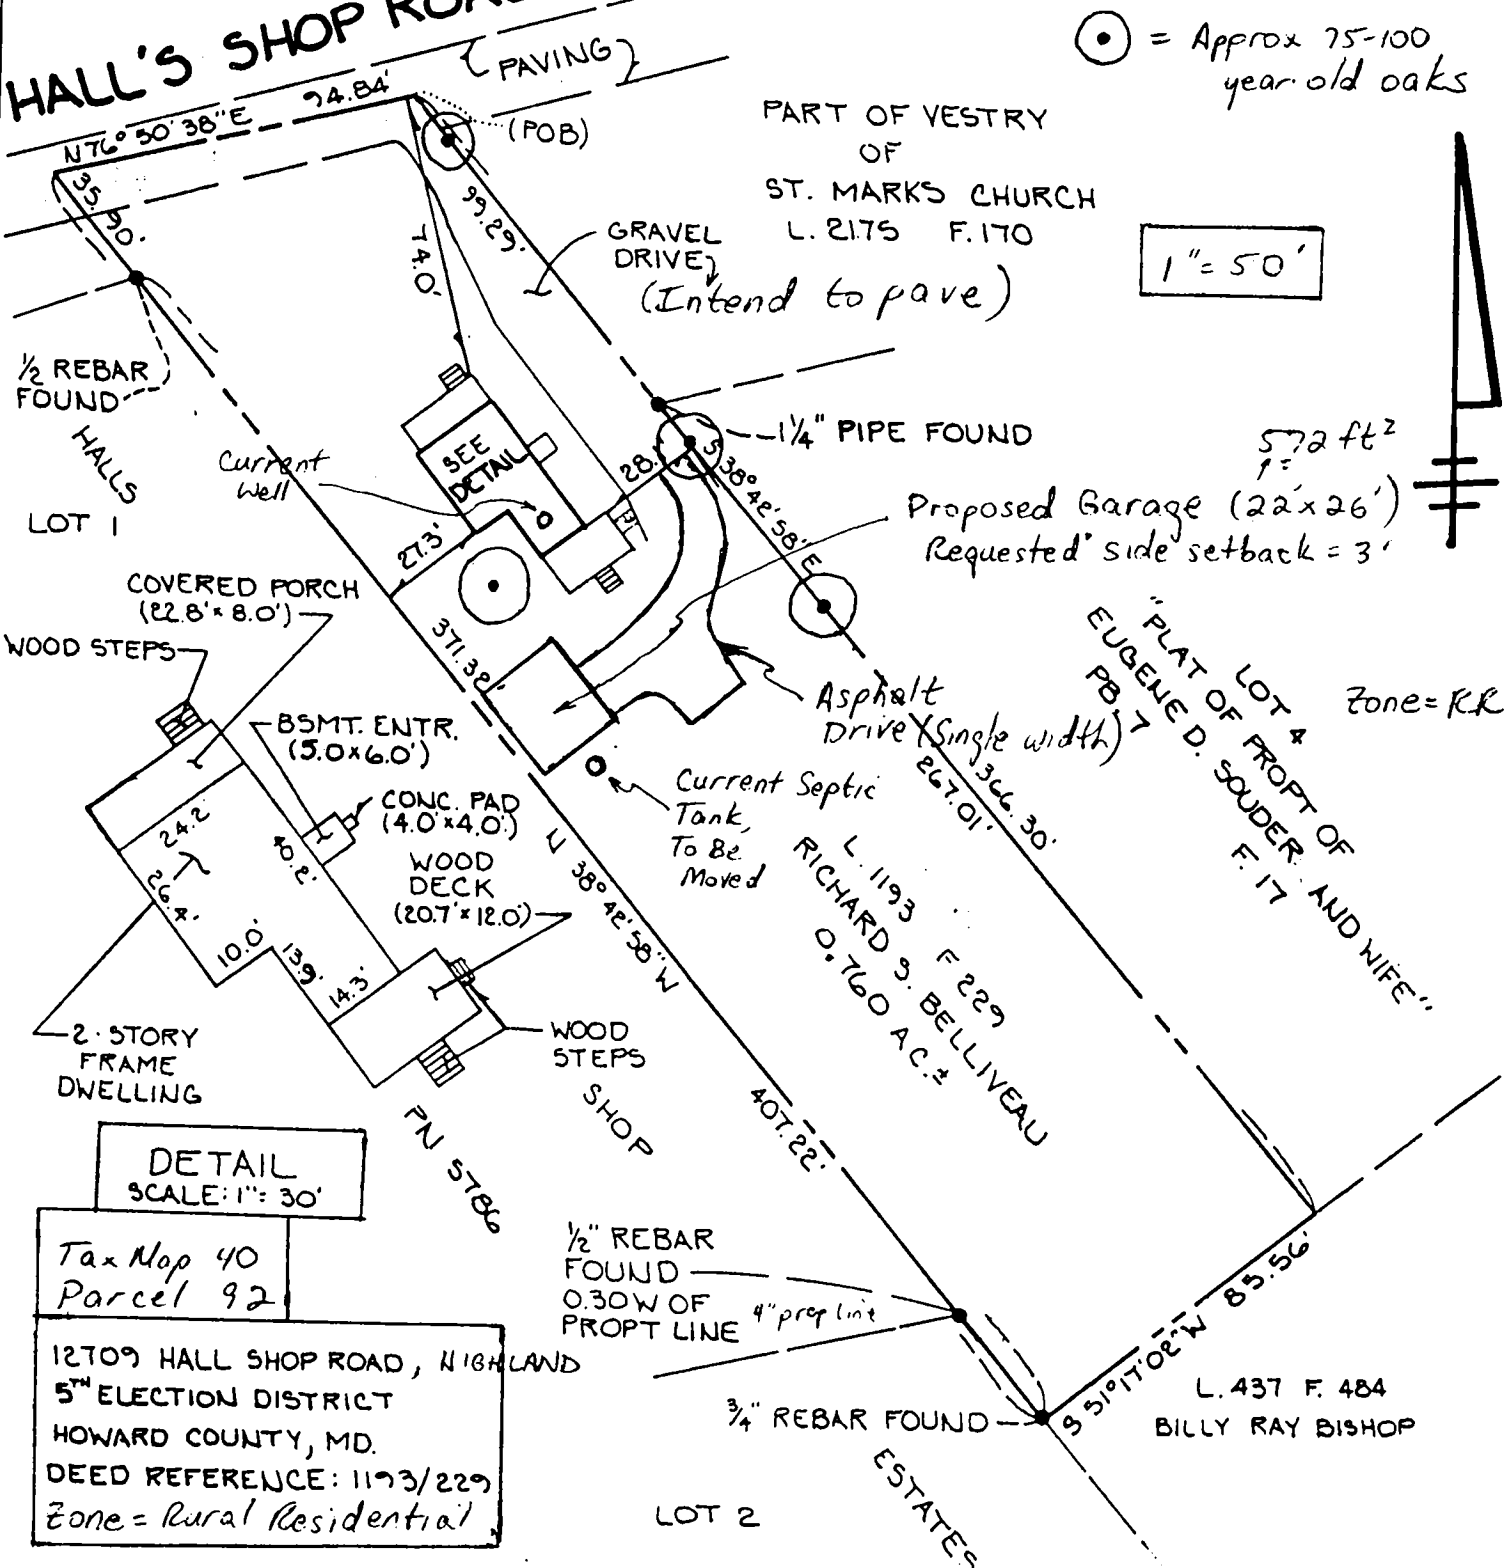 HALL'S SHOP ROAD
(PAVING)
= Approx 75-100
year old oaks
N76° 50' 38"E
94.84'
(POB)
35.90'
99.29'
74.0'
PART OF VESTRY
OF
ST. MARKS CHURCH
L. 2175 F. 170
GRAVEL
DRIVE
(Intend to pave)
1" = 50'
1/2 REBAR
FOUND
HALLS
LOT 1
Current
Well
SEE
DETAIL
28.
1 1/4" PIPE FOUND
S 38° 42' 58" E
572 ft²
Proposed Garage (22'x26')
Requested side setback = 3'
27.3'
371.32'
COVERED PORCH
(22.8'x 8.0')
WOOD STEPS
BSMT. ENTR.
(5.0x6.0')
CONC. PAD
(4.0'x4.0')
WOOD
DECK
(20.7'x12.0')
24.2
40.2'
26.4'
10.0'
13.9'
14.3'
2-STORY
FRAME
DWELLING
WOOD
STEPS
Asphalt
Drive (Single width)
Current Septic
Tank,
To Be
Moved
LOT 4
"PLAT OF PROPT OF
EUGENE D. SOUDER AND WIFE"
PB. 7 F. 17
Zone = RR
366.30'
267.01'
L. 1193 F 229
RICHARD S. BELLIVEAU
0.760 AC.±
N 38° 42' 58" W
407.22'
SHOP
PN 5786
DETAIL
SCALE: 1": 30'
Tax Map 40
Parcel 92
12709 HALL SHOP ROAD, HIGHLAND
5TH ELECTION DISTRICT
HOWARD COUNTY, MD.
DEED REFERENCE: 1193/229
Zone = Rural Residential
1/2" REBAR
FOUND
0.30 W OF
PROPT LINE
4" prop line
3/4" REBAR FOUND
S 51° 17' 02" W 85.56'
L. 437 F. 484
BILLY RAY BISHOP
ESTATES
LOT 2